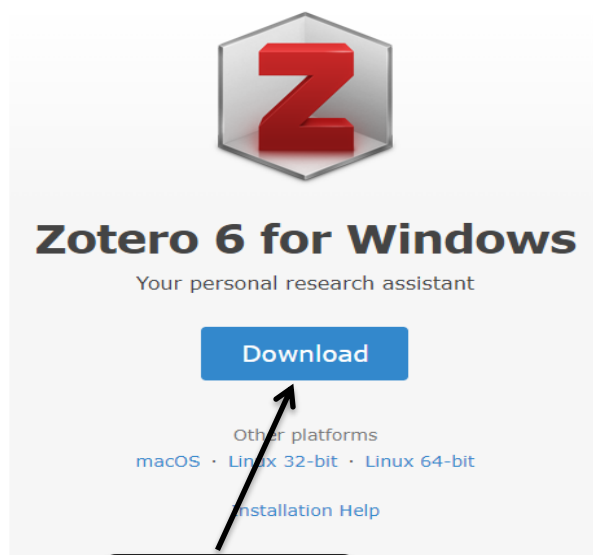 Z
Zotero 6 for Windows
Your personal research assistant
Download
Other platforms
macOS · Linux 32-bit · Linux 64-bit
Installation Help